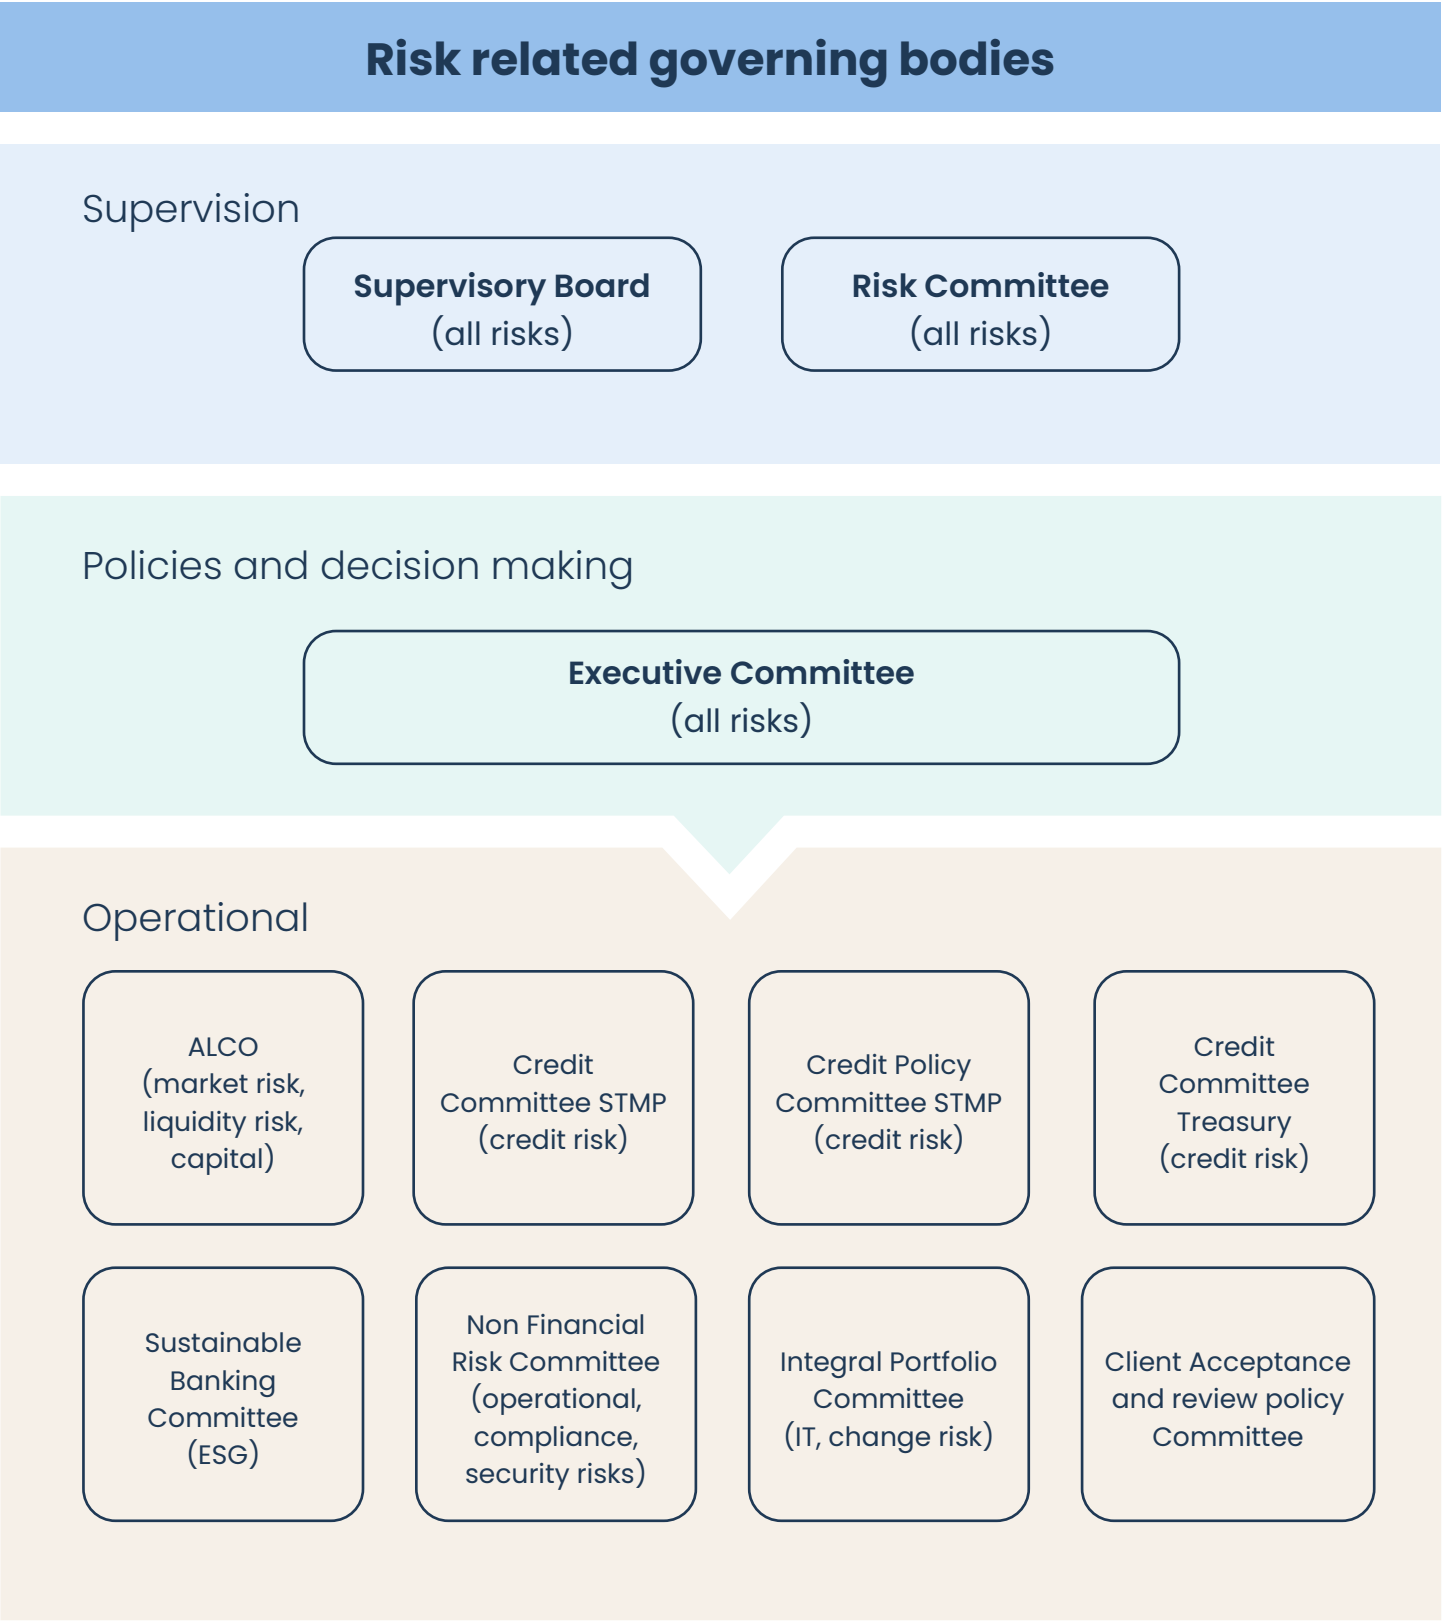 Risk related governing bodies
Supervision
Supervisory Board
(all risks)
Risk Committee
(all risks)
Policies and decision making
Executive Committee
(all risks)
Operational
ALCO
(market risk,
liquidity risk,
capital)
Credit
Committee STMP
(credit risk)
Credit Policy
Committee STMP
(credit risk)
Credit
Committee
Treasury
(credit risk)
Sustainable
Banking
Committee
(ESG)
Non Financial
Risk Committee
(operational,
compliance,
security risks)
Integral Portfolio
Committee
(IT, change risk)
Client Acceptance
and review policy
Committee